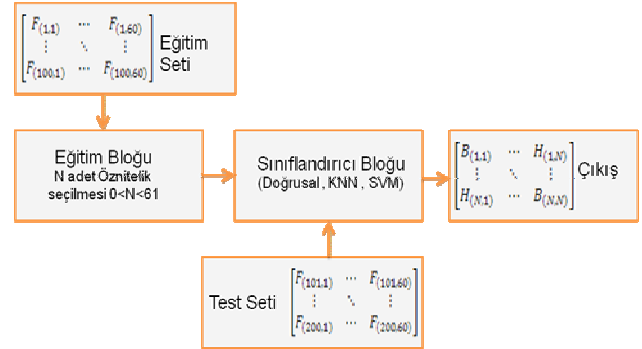 F(1,1) ⋯ F(1,60)
⋮ ⋱ ⋮
F(100,1) ⋯ F(100,60)
Eğitim
Seti
Eğitim Bloğu
N adet Öznitelik
seçilmesi 0<N<61
Sınıflandırıcı Bloğu
(Doğrusal , KNN , SVM)
B(1,1) ⋯ H(1,N)
⋮ ⋱ ⋮
H(N,1) ⋯ B(N,N)
Çıkış
Test Seti
F(101,1) ⋯ F(101,60)
⋮ ⋱ ⋮
F(200,1) ⋯ F(200,60)